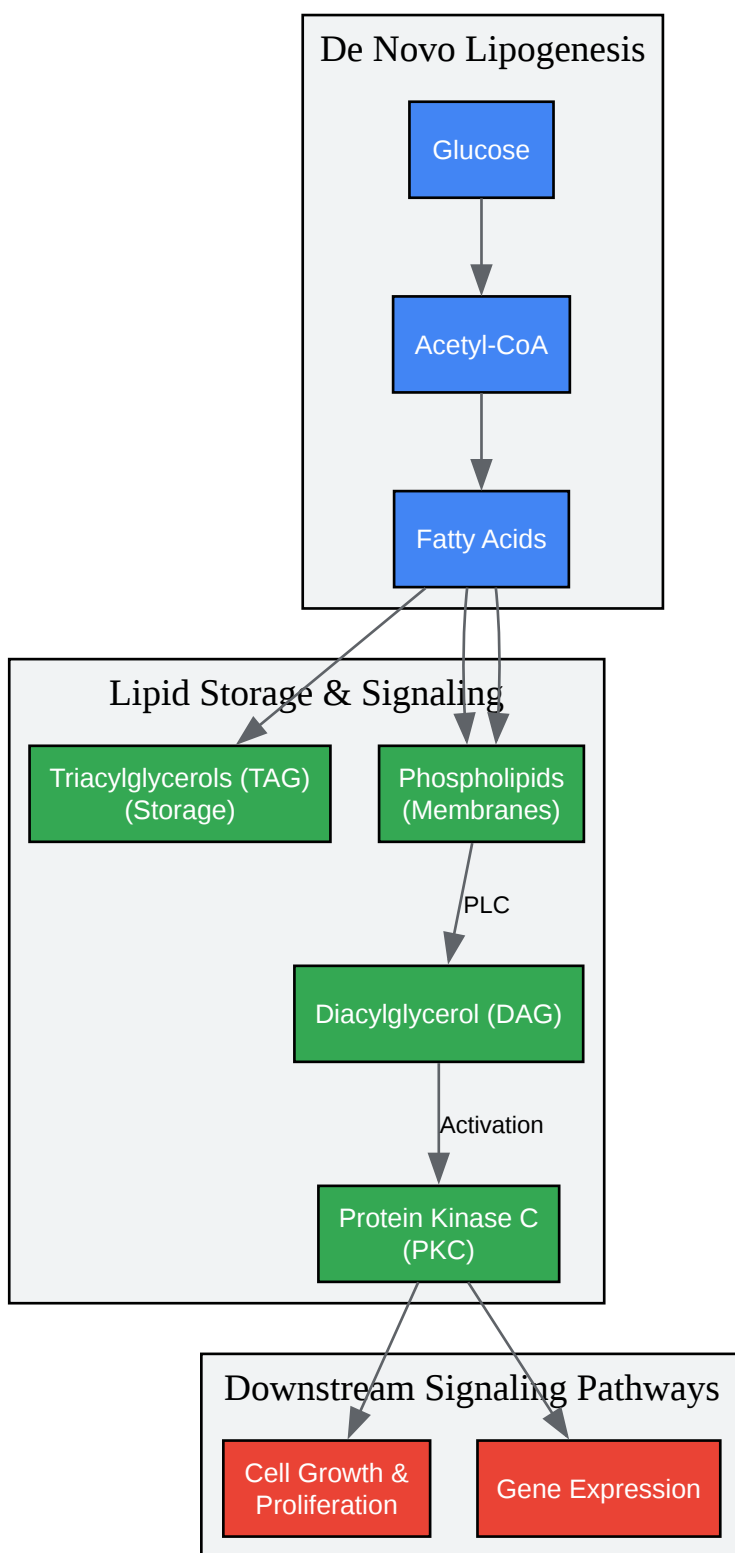 De Novo Lipogenesis
Glucose
Acetyl-CoA
Fatty Acids
Lipid Storage & Signaling
Triacylglycerols (TAG)
(Storage)
Phospholipids
(Membranes)
PLC
Diacylglycerol (DAG)
Activation
Protein Kinase C
(PKC)
Downstream Signaling Pathways
Cell Growth &
Proliferation
Gene Expression